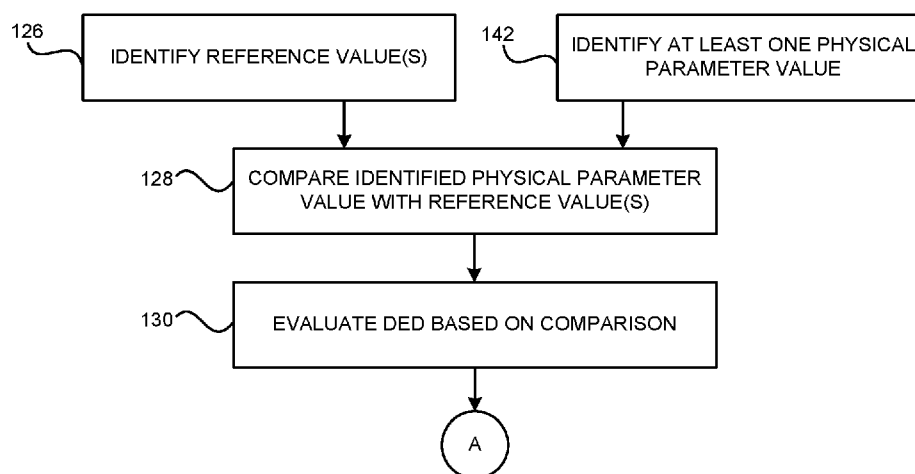 126
IDENTIFY REFERENCE VALUE(S)
142
IDENTIFY AT LEAST ONE PHYSICAL
PARAMETER VALUE
128
COMPARE IDENTIFIED PHYSICAL PARAMETER
VALUE WITH REFERENCE VALUE(S)
130
EVALUATE DED BASED ON COMPARISON
A